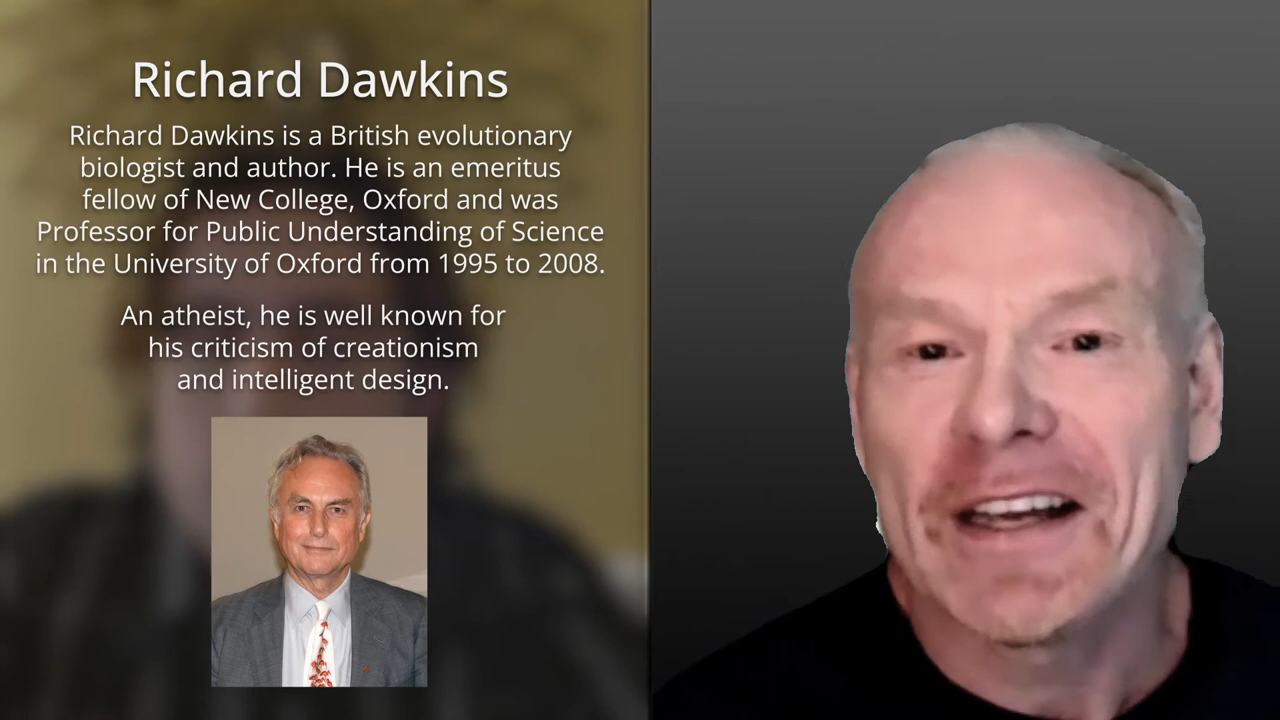 Richard Dawkins
Richard Dawkins is a British evolutionary
biologist and author. He is an emeritus
fellow of New College, Oxford and was
Professor for Public Understanding of Science
in the University of Oxford from 1995 to 2008.
An atheist, he is well known for
his criticism of creationism
and intelligent design.